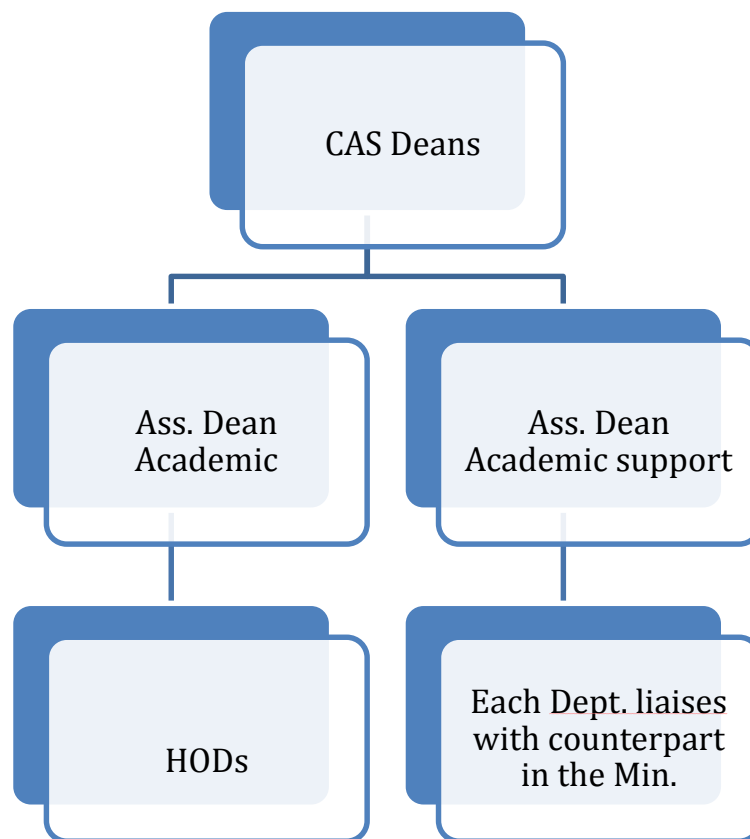 CAS Deans
Ass. Dean
Academic
Ass. Dean
Academic support
HODs
Each Dept. liaises
with counterpart
in the Min.